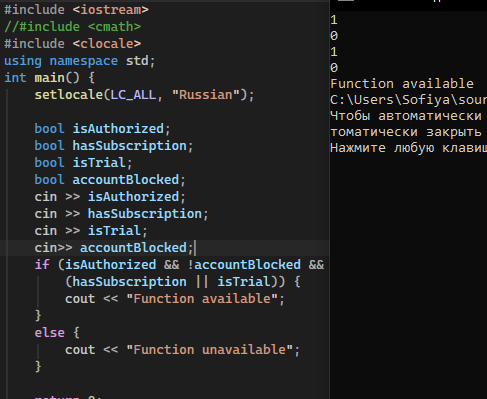 #include <iostream>
//#include <cmath>
#include <clocale>
using namespace std;
int main() {
setlocale(LC_ALL, "Russian");
bool isAuthorized;
bool hasSubscription;
bool isTrial;
bool accountBlocked;
cin >> isAuthorized;
cin >> hasSubscription;
cin >> isTrial;
cin>> accountBlocked;
if (isAuthorized && !accountBlocked &&
(hasSubscription || isTrial)) {
cout << "Function available";
}
else {
cout << "Function unavailable";
}
1
0
1
0
Function available
C:\Users\Sofiya\sour
Чтобы автоматически
томатически закрыть
Нажмите любую клавиш